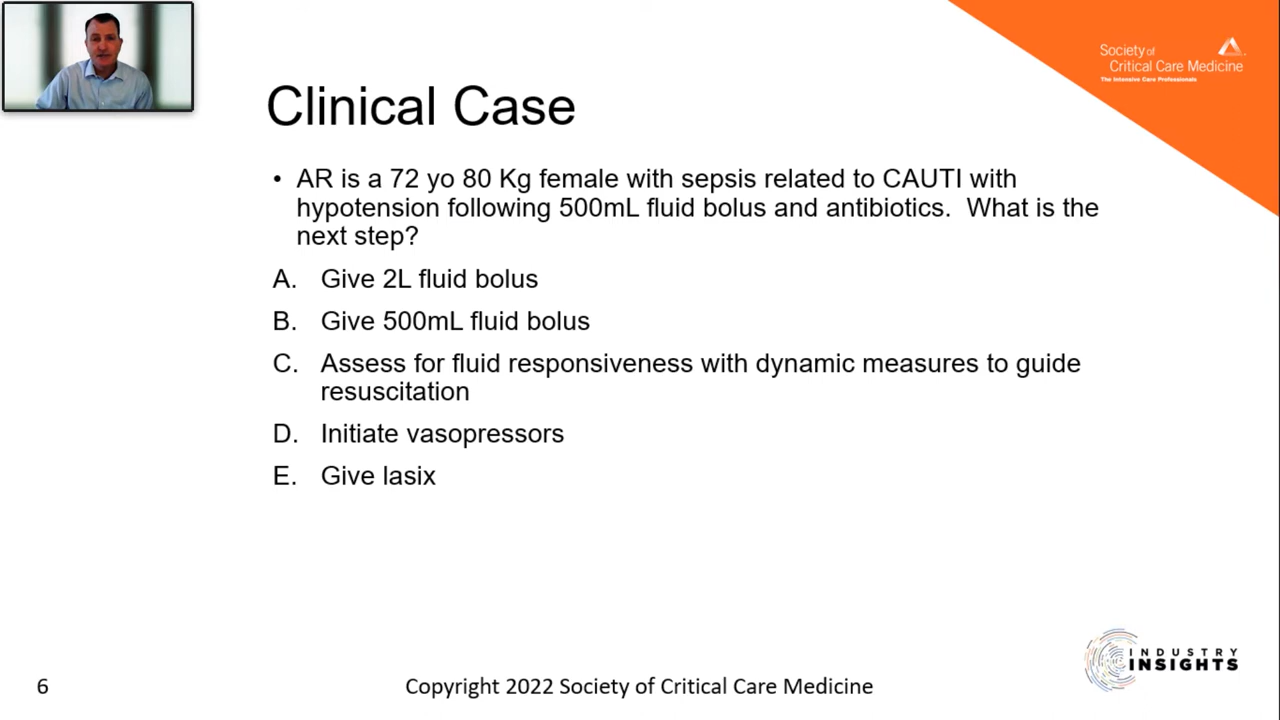 Society of
Critical Care Medicine
The Intensive Care Professionals
Clinical Case
• AR is a 72 yo 80 Kg female with sepsis related to CAUTI with
hypotension following 500mL fluid bolus and antibiotics.  What is the
next step?
A. Give 2L fluid bolus
B. Give 500mL fluid bolus
C. Assess for fluid responsiveness with dynamic measures to guide
resuscitation
D. Initiate vasopressors
E. Give lasix
INDUSTRY
INSIGHTS
6
Copyright 2022 Society of Critical Care Medicine